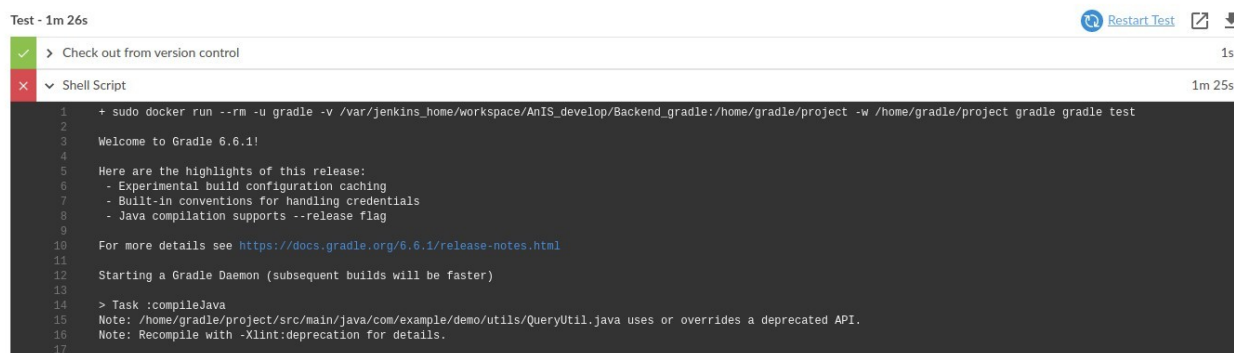 Test - 1m 26s
Restart Test
Check out from version control
1s
Shell Script
1m 25s
1 + sudo docker run --rm -u gradle -v /var/jenkins_home/workspace/AnIS_develop/Backend_gradle:/home/gradle/project -w /home/gradle/project gradle gradle test
2
3 Welcome to Gradle 6.6.1!
4
5 Here are the highlights of this release:
6 - Experimental build configuration caching
7 - Built-in conventions for handling credentials
8 - Java compilation supports --release flag
9
10 For more details see https://docs.gradle.org/6.6.1/release-notes.html
11
12 Starting a Gradle Daemon (subsequent builds will be faster)
13
14 > Task :compileJava
15 Note: /home/gradle/project/src/main/java/com/example/demo/utils/QueryUtil.java uses or overrides a deprecated API.
16 Note: Recompile with -Xlint:deprecation for details.
17